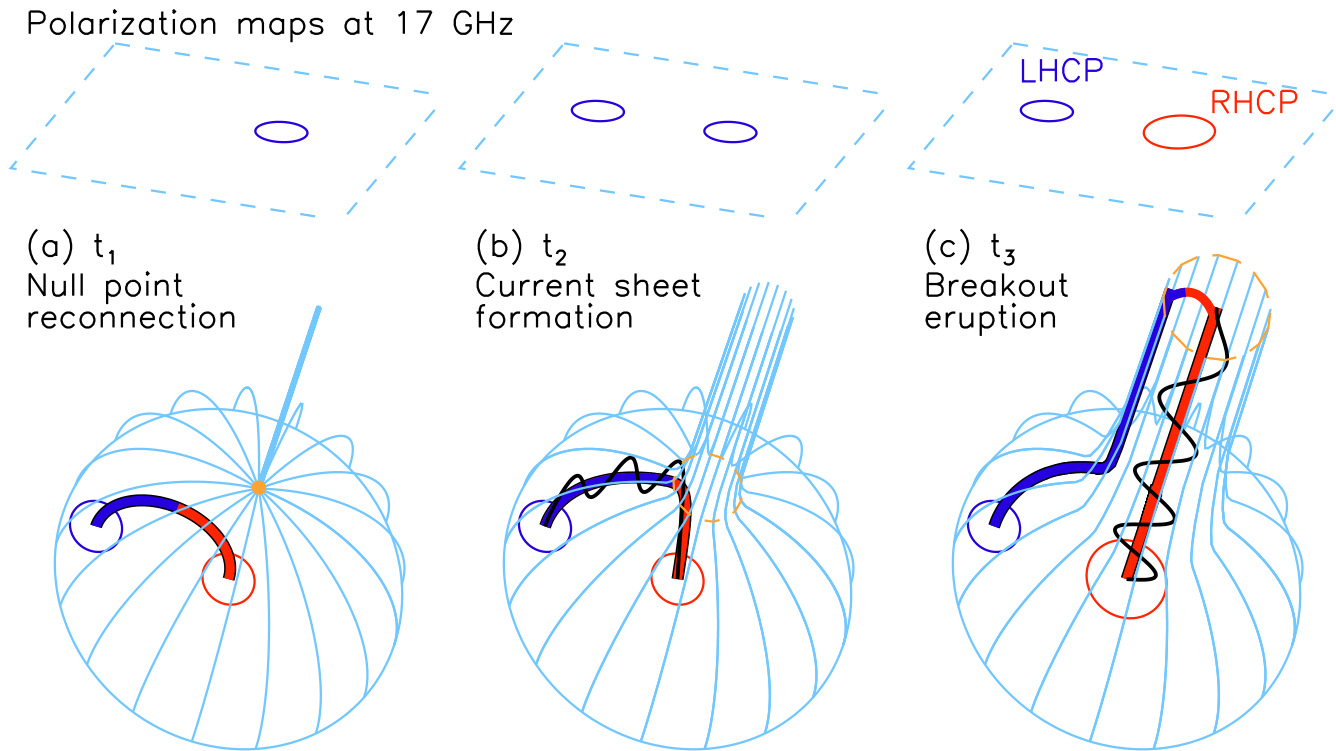 Polarization maps at 17 GHz
LHCP
RHCP
(a) t₁
Null point
reconnection
(b) t₂
Current sheet
formation
(c) t₃
Breakout
eruption